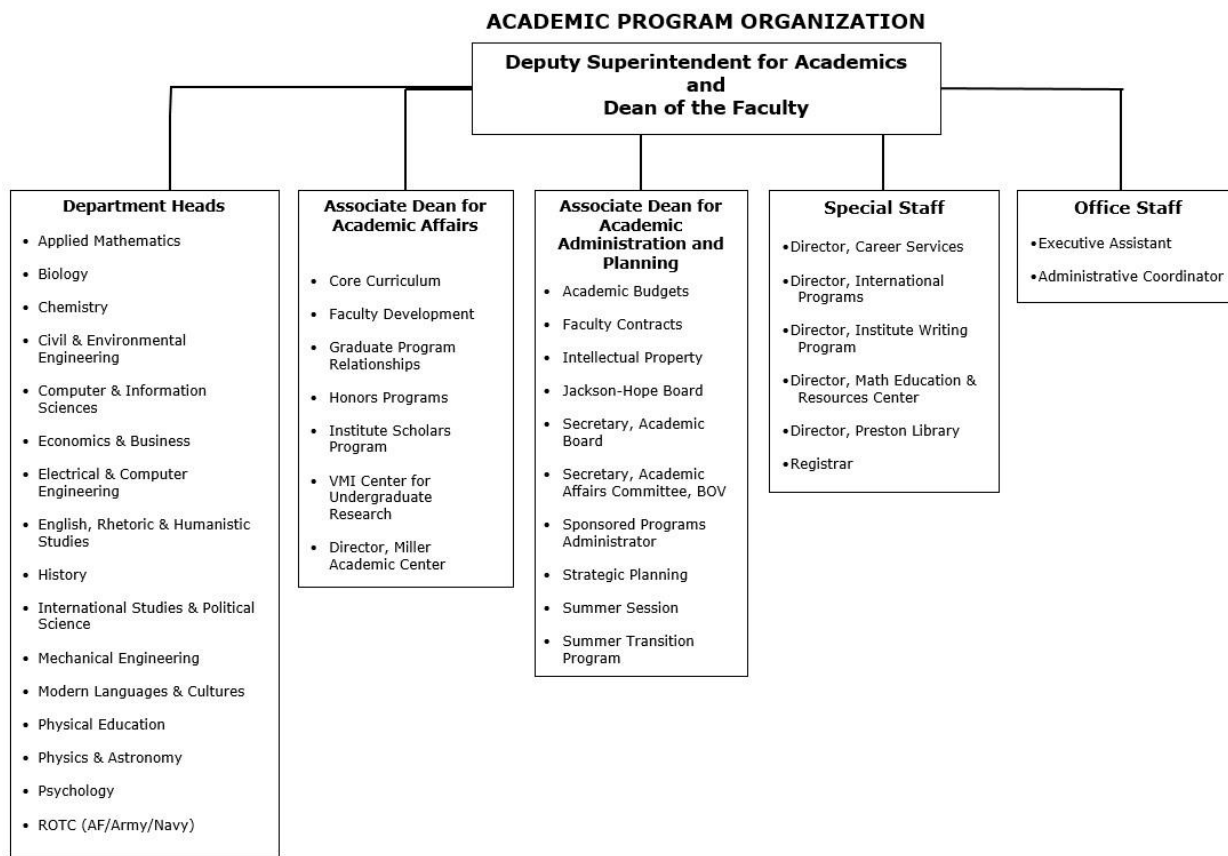 ACADEMIC PROGRAM ORGANIZATION
Deputy Superintendent for Academics
and
Dean of the Faculty
Department Heads
• Applied Mathematics
• Biology
• Chemistry
• Civil & Environmental
Engineering
• Computer & Information
Sciences
• Economics & Business
• Electrical & Computer
Engineering
• English, Rhetoric & Humanistic
Studies
• History
• International Studies & Political
Science
• Mechanical Engineering
• Modern Languages & Cultures
• Physical Education
• Physics & Astronomy
• Psychology
• ROTC (AF/Army/Navy)
Associate Dean for
Academic Affairs
• Core Curriculum
• Faculty Development
• Graduate Program
Relationships
• Honors Programs
• Institute Scholars
Program
• VMI Center for
Undergraduate
Research
• Director, Miller
Academic Center
Associate Dean for
Academic
Administration and
Planning
• Academic Budgets
• Faculty Contracts
• Intellectual Property
• Jackson-Hope Board
• Secretary, Academic
Board
• Secretary, Academic
Affairs Committee, BOV
• Sponsored Programs
Administrator
• Strategic Planning
• Summer Session
• Summer Transition
Program
Special Staff
•Director, Career Services
•Director, International
Programs
•Director, Institute Writing
Program
•Director, Math Education &
Resources Center
•Director, Preston Library
•Registrar
Office Staff
•Executive Assistant
•Administrative Coordinator